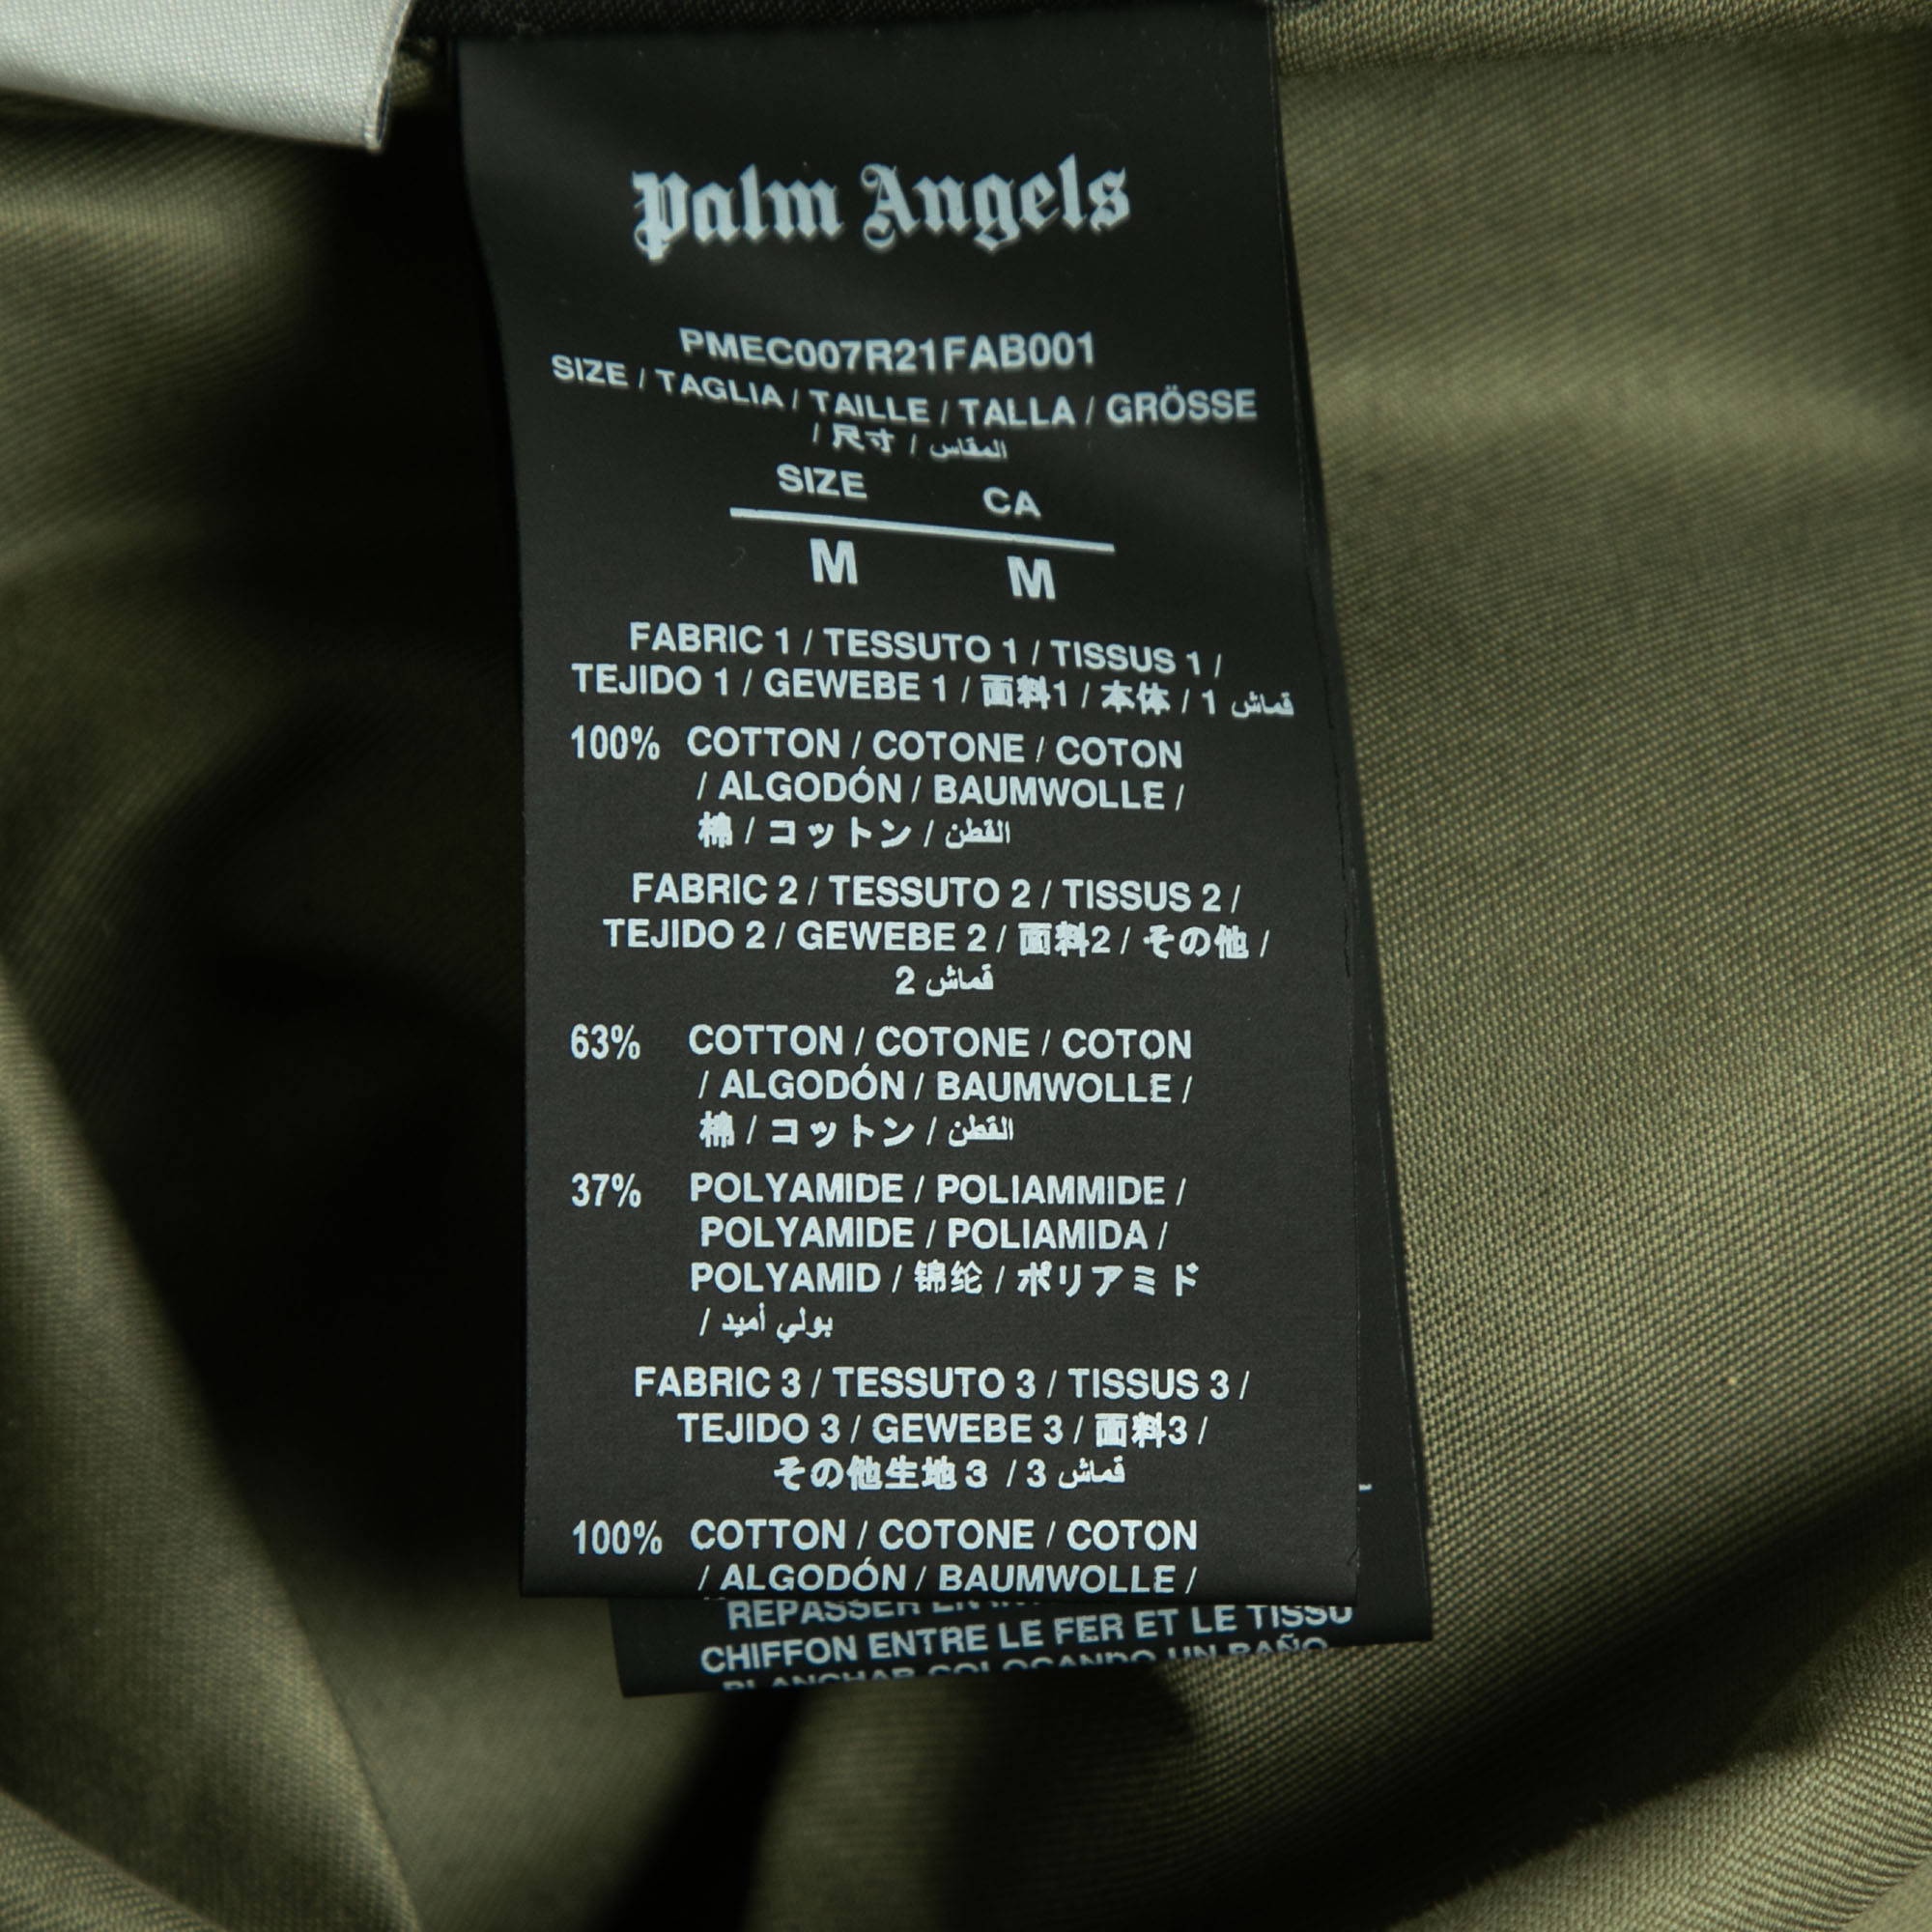 Palm Angels
PMEC007R21FAB001
SIZE / TAGLIA / TAILLE / TALLA / GRÖSSE
/ 尺寸 / المقاس
SIZE CA
M M
FABRIC 1 / TESSUTO 1 / TISSUS 1 /
TEJIDO 1 / GEWEBE 1 / 面料1 / 本体 / 1 قماش
100% COTTON / COTONE / COTON
/ ALGODÓN / BAUMWOLLE /
棉 / コットン / القطن
FABRIC 2 / TESSUTO 2 / TISSUS 2 /
TEJIDO 2 / GEWEBE 2 / 面料2 / その他 /
2 قماش
63% COTTON / COTONE / COTON
/ ALGODÓN / BAUMWOLLE /
棉 / コットン / القطن
37% POLYAMIDE / POLIAMMIDE /
POLYAMIDE / POLIAMIDA /
POLYAMID / 锦纶 / ポリアミド
/ بولي أميد
FABRIC 3 / TESSUTO 3 / TISSUS 3 /
TEJIDO 3 / GEWEBE 3 / 面料3 /
その他生地３ / 3 قماش
100% COTTON / COTONE / COTON
/ ALGODÓN / BAUMWOLLE /
REPASSER
CHIFFON ENTRE LE FER ET LE TISSU
PLANCHAR COLOCANDO UN PAÑO